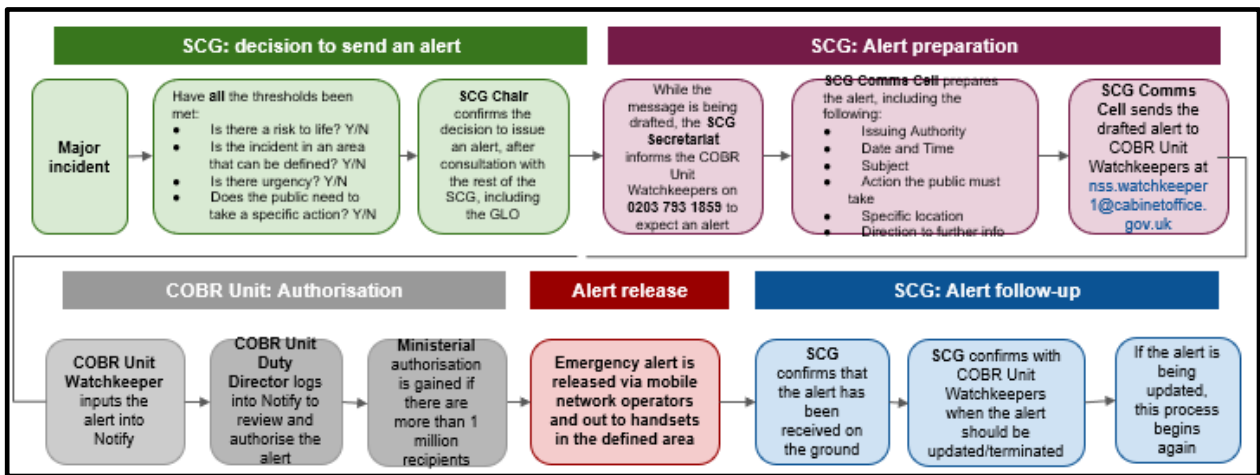 SCG: decision to send an alert
SCG: Alert preparation
Major
incident
Have all the thresholds been
met:
● Is there a risk to life? Y/N
● Is the incident in an area
that can be defined? Y/N
● Is there urgency? Y/N
● Does the public need to
take a specific action? Y/N
SCG Chair
confirms the
decision to issue
an alert, after
consultation with
the rest of the
SCG, including
the GLO
While the
message is being
drafted, the SCG
Secretariat
informs the COBR
Unit
Watchkeepers on
0203 793 1859 to
expect an alert
SCG Comms Cell prepares
the alert, including the
following:
● Issuing Authority
● Date and Time
● Subject
● Action the public must
take
● Specific location
● Direction to further info
SCG Comms
Cell sends the
drafted alert to
COBR Unit
Watchkeepers at
nss.watchkeeper
1@cabinetoffice.
gov.uk
COBR Unit: Authorisation
Alert release
SCG: Alert follow-up
COBR Unit
Watchkeeper
inputs the
alert into
Notify
COBR Unit
Duty
Director logs
into Notify to
review and
authorise the
alert
Ministerial
authorisation
is gained if
there are
more than 1
million
recipients
Emergency alert is
released via mobile
network operators
and out to handsets
in the defined area
SCG
confirms that
the alert has
been
received on
the ground
SCG confirms with
COBR Unit
Watchkeepers
when the alert
should be
updated/terminated
If the alert is
being
updated,
this process
begins
again